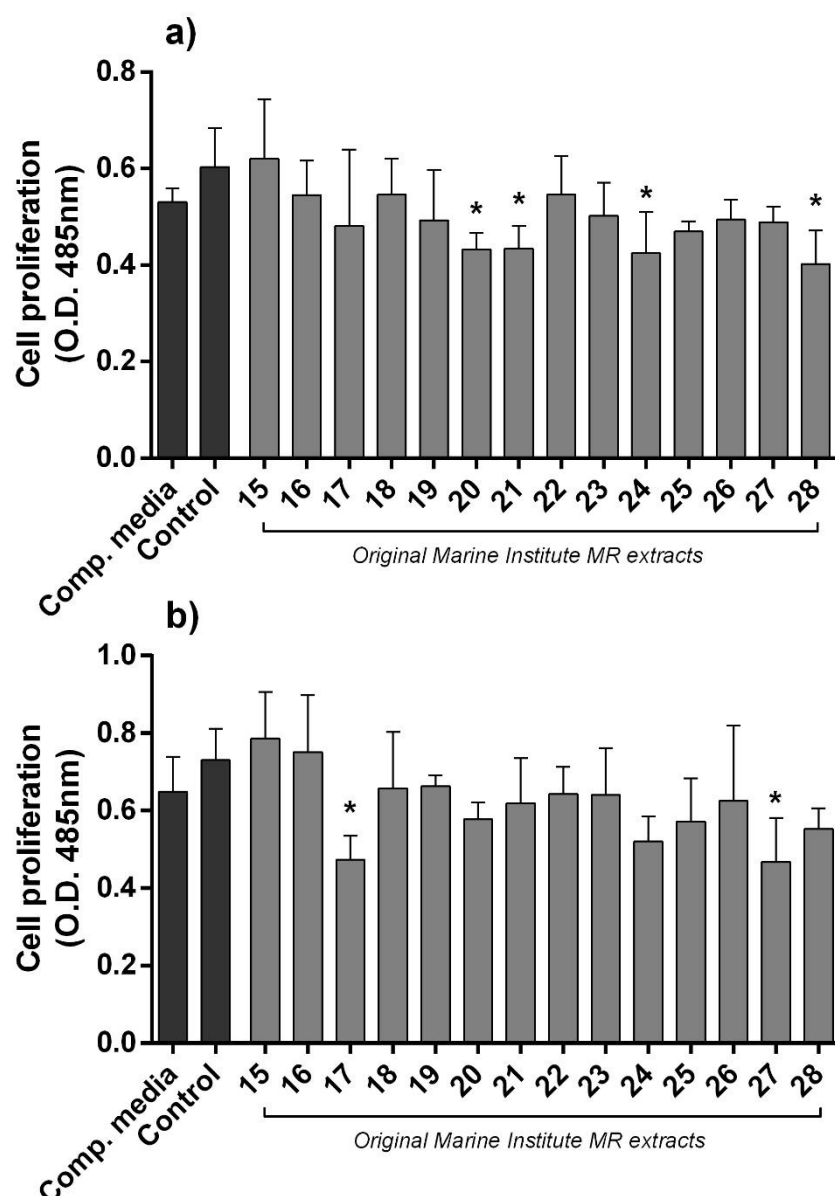 a)
Cell proliferation
(O.D. 485nm)
0.8
0.6
0.4
0.2
0.0
* * * *
Comp. media Control 15 16 17 18 19 20 21 22 23 24 25 26 27 28
Original Marine Institute MR extracts
b)
Cell proliferation
(O.D. 485nm)
1.0
0.8
0.6
0.4
0.2
0.0
* *
Comp. media Control 15 16 17 18 19 20 21 22 23 24 25 26 27 28
Original Marine Institute MR extracts